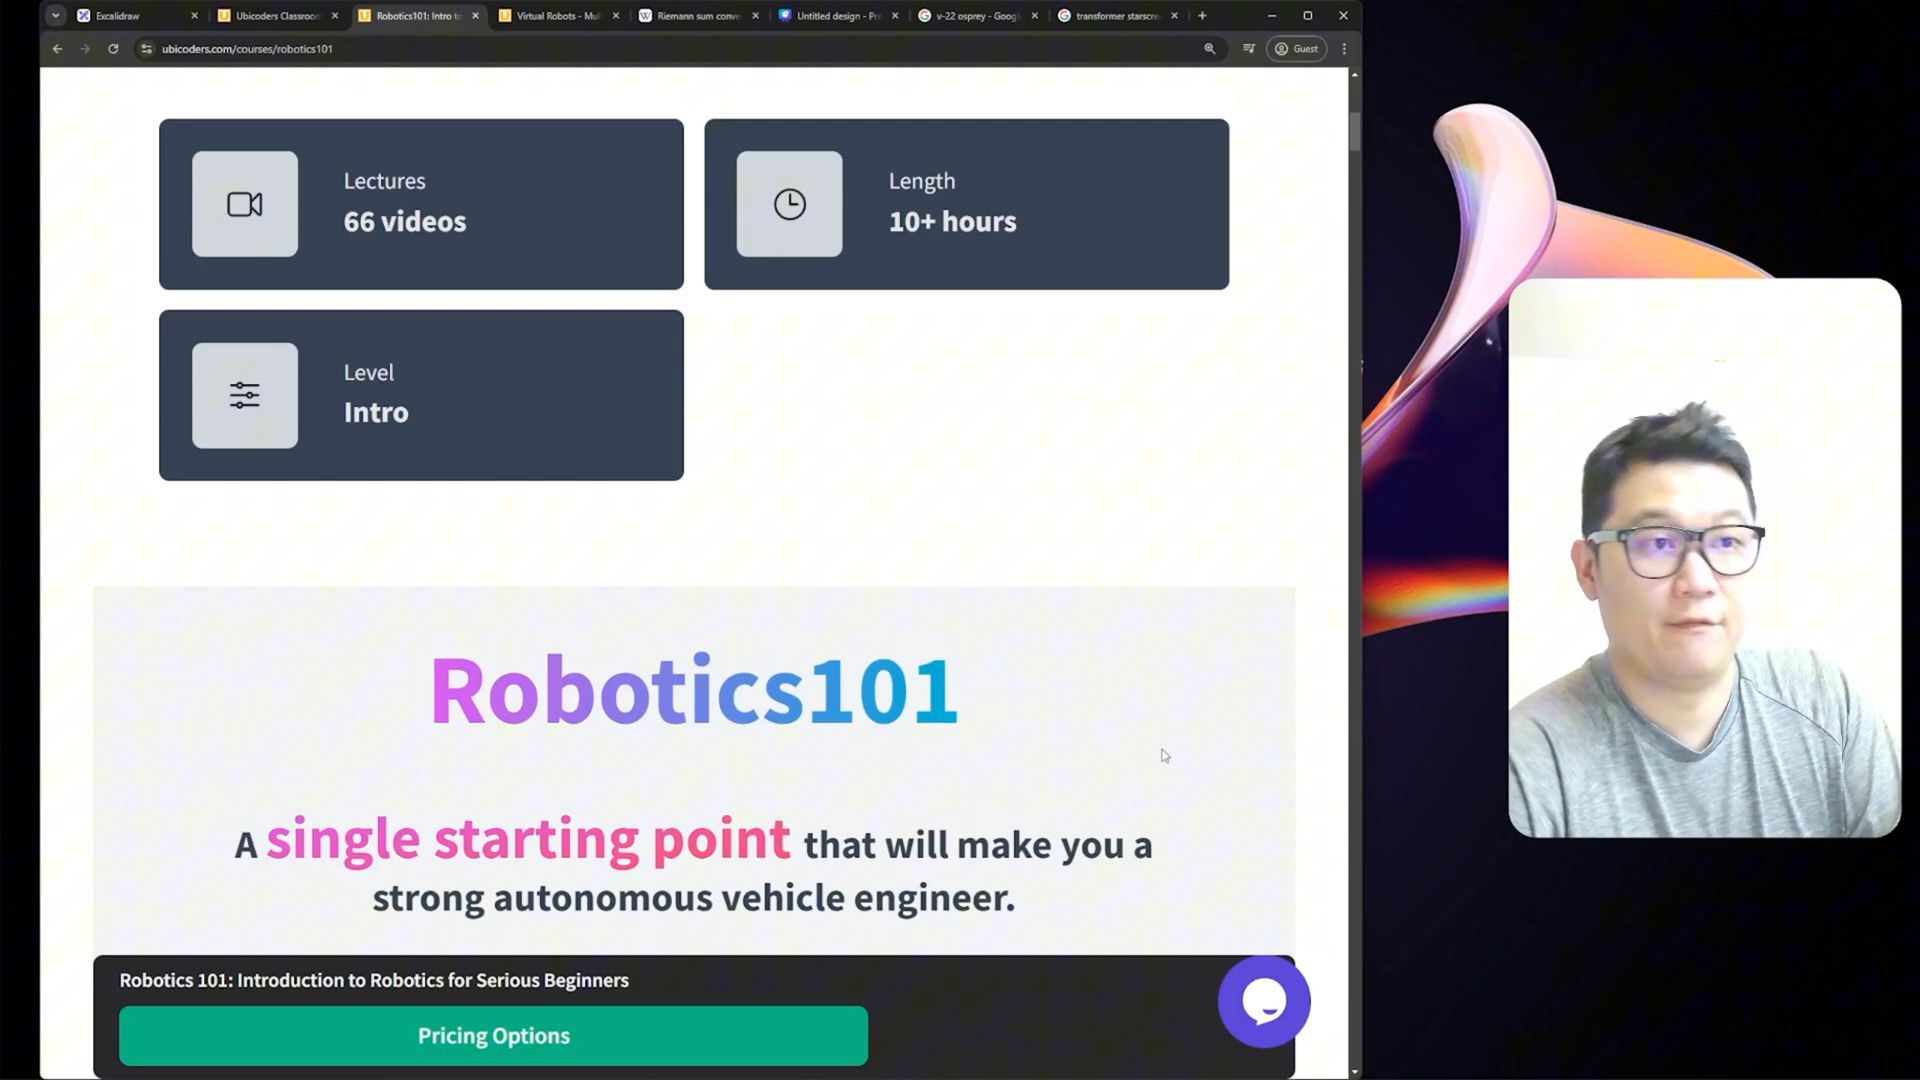 Excalidraw
Ubicoders Classroom
Robotics101: Intro to
Virtual Robots - Mul
Riemann sum conve
Untitled design - Pr
v-22 osprey - Googl
transformer starscre
ubicoders.com/courses/robotics101
Guest
Lectures
66 videos
Length
10+ hours
Level
Intro
Robotics101
A single starting point that will make you a
strong autonomous vehicle engineer.
Robotics 101: Introduction to Robotics for Serious Beginners
Pricing Options